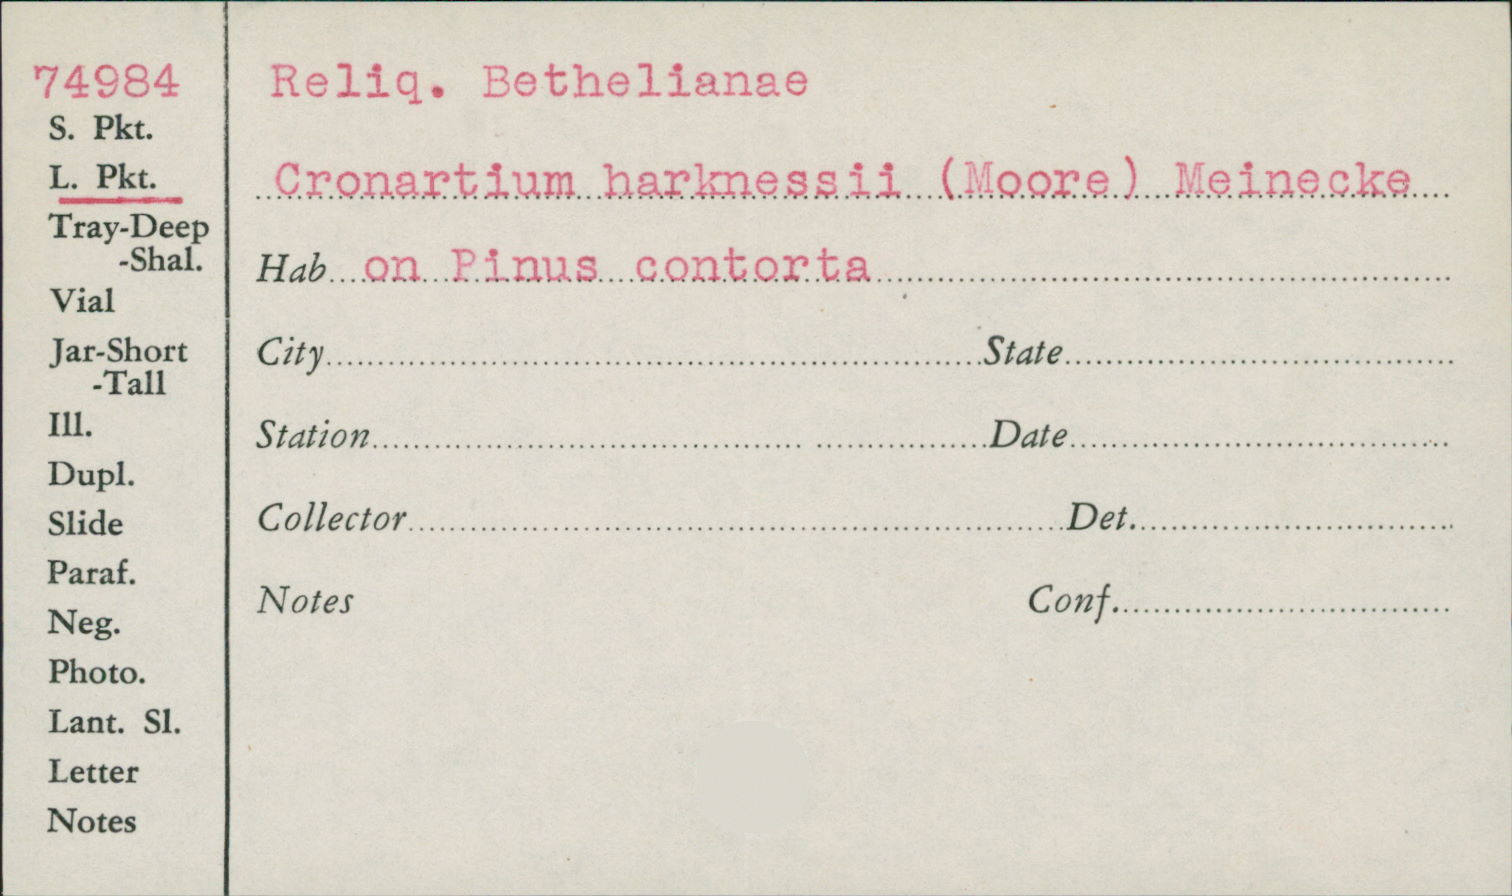 74984
S. Pkt.
L. Pkt.
Tray-Deep
-Shal.
Vial
Jar-Short
-Tall
Ill.
Dupl.
Slide
Paraf.
Neg.
Photo.
Lant. Sl.
Letter
Notes
Reliq. Bethelianae
Cronartium harknessii (Moore) Meinecke
Hab on Pinus contorta
City State
Station Date
Collector Det.
Notes Conf.